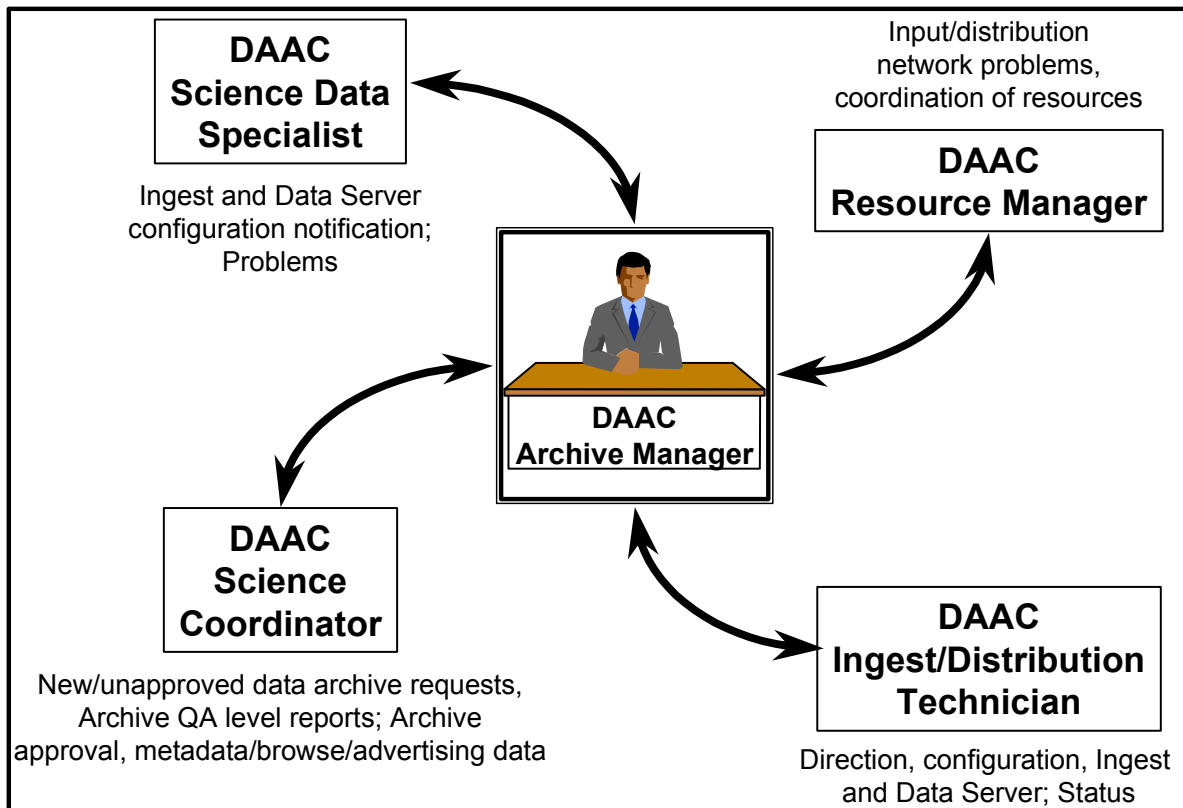 DAAC
Science Data
Specialist
Ingest and Data Server
configuration notification;
Problems
Input/distribution
network problems,
coordination of resources
DAAC
Resource Manager
DAAC
Archive Manager
DAAC
Science
Coordinator
New/unapproved data archive requests,
Archive QA level reports; Archive
approval, metadata/browse/advertising data
DAAC
Ingest/Distribution
Technician
Direction, configuration, Ingest
and Data Server; Status